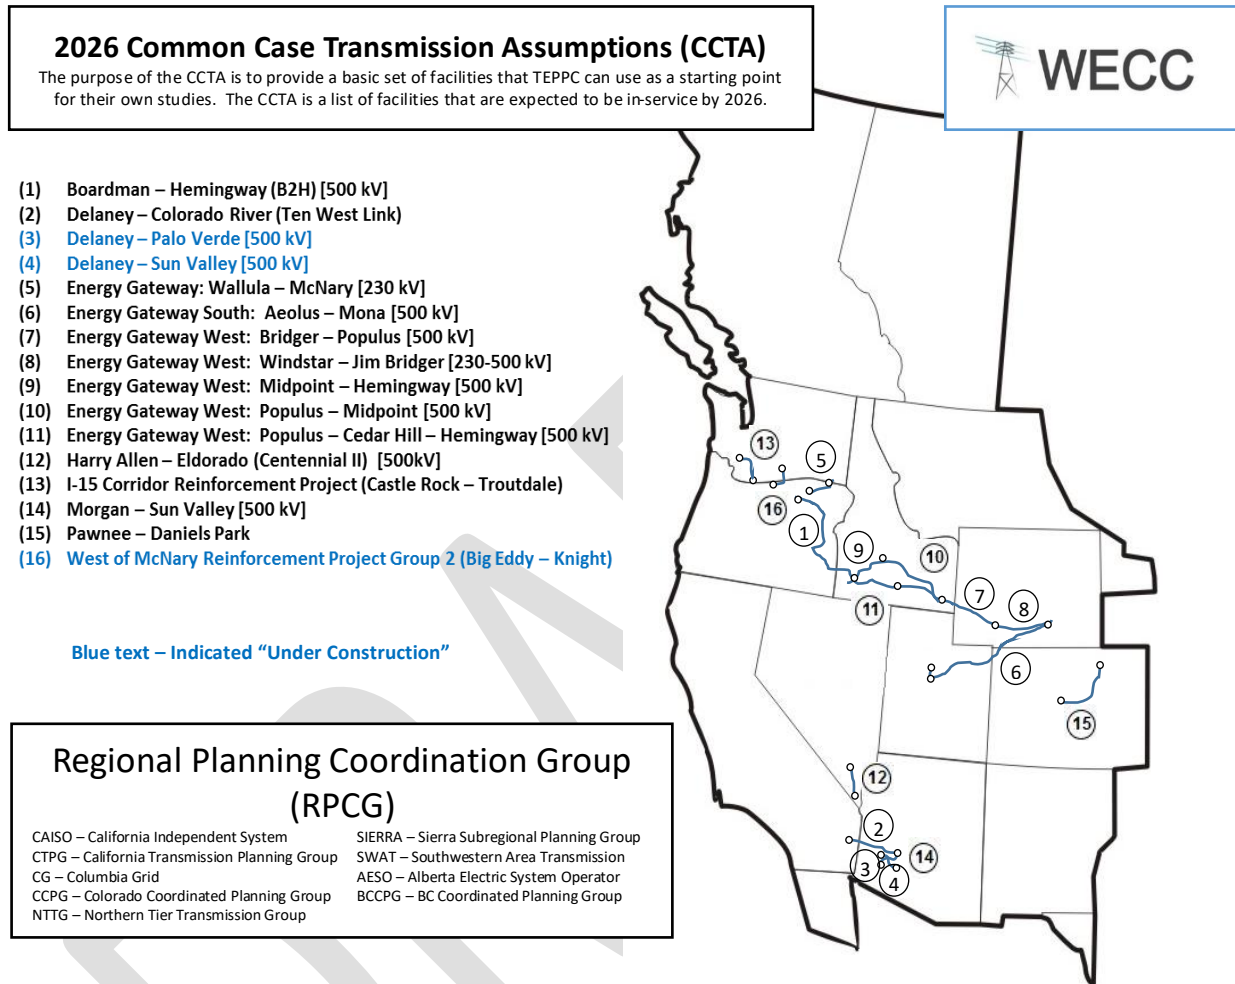 2026 Common Case Transmission Assumptions (CCTA)
The purpose of the CCTA is to provide a basic set of facilities that TEPPC can use as a starting point
for their own studies. The CCTA is a list of facilities that are expected to be in-service by 2026.
WECC
(1) Boardman – Hemingway (B2H) [500 kV]
(2) Delaney – Colorado River (Ten West Link)
(3) Delaney – Palo Verde [500 kV]
(4) Delaney – Sun Valley [500 kV]
(5) Energy Gateway: Wallula – McNary [230 kV]
(6) Energy Gateway South: Aeolus – Mona [500 kV]
(7) Energy Gateway West: Bridger – Populus [500 kV]
(8) Energy Gateway West: Windstar – Jim Bridger [230-500 kV]
(9) Energy Gateway West: Midpoint – Hemingway [500 kV]
(10) Energy Gateway West: Populus – Midpoint [500 kV]
(11) Energy Gateway West: Populus – Cedar Hill – Hemingway [500 kV]
(12) Harry Allen – Eldorado (Centennial II) [500kV]
(13) I-15 Corridor Reinforcement Project (Castle Rock – Troutdale)
(14) Morgan – Sun Valley [500 kV]
(15) Pawnee – Daniels Park
(16) West of McNary Reinforcement Project Group 2 (Big Eddy – Knight)
Blue text – Indicated “Under Construction”
Regional Planning Coordination Group
(RPCG)
CAISO – California Independent System
CTPG – California Transmission Planning Group
CG – Columbia Grid
CCPG – Colorado Coordinated Planning Group
NTTG – Northern Tier Transmission Group
SIERRA – Sierra Subregional Planning Group
SWAT – Southwestern Area Transmission
AESO – Alberta Electric System Operator
BCCPG – BC Coordinated Planning Group
13
5
16
1
9
10
11
7
8
6
15
12
2
14
3
4